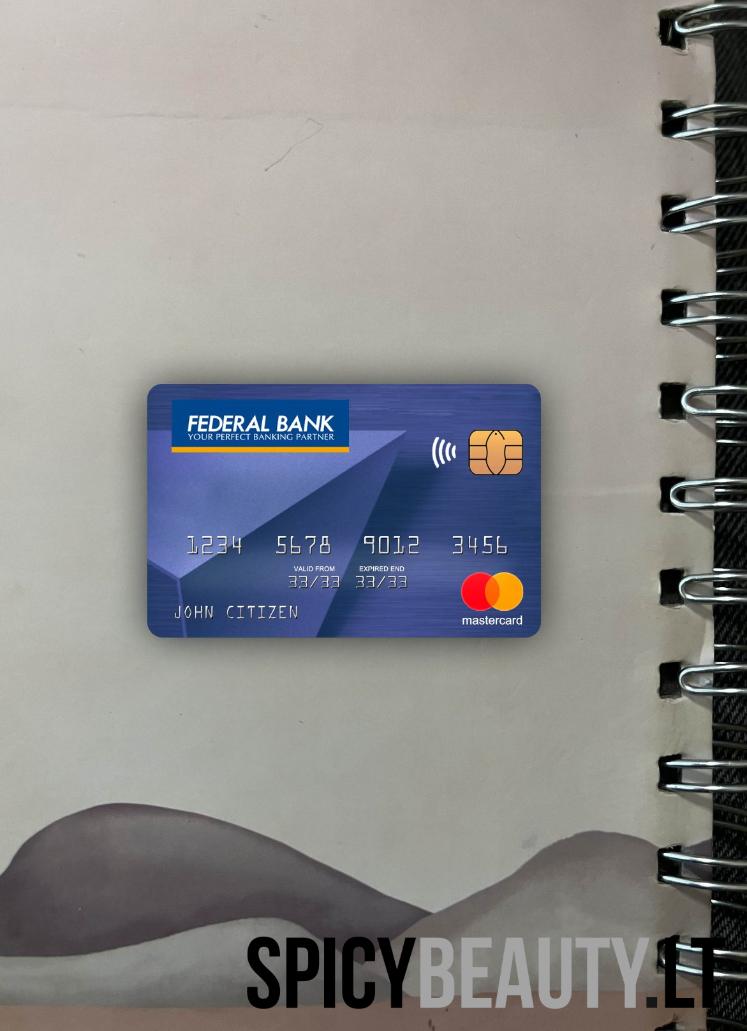 FEDERAL BANK
YOUR PERFECT BANKING PARTNER
1234 5678 9012 3456
VALID FROM EXPIRED END
33/33 33/33
JOHN CITIZEN
mastercard
SPICYBEAUTY.LT